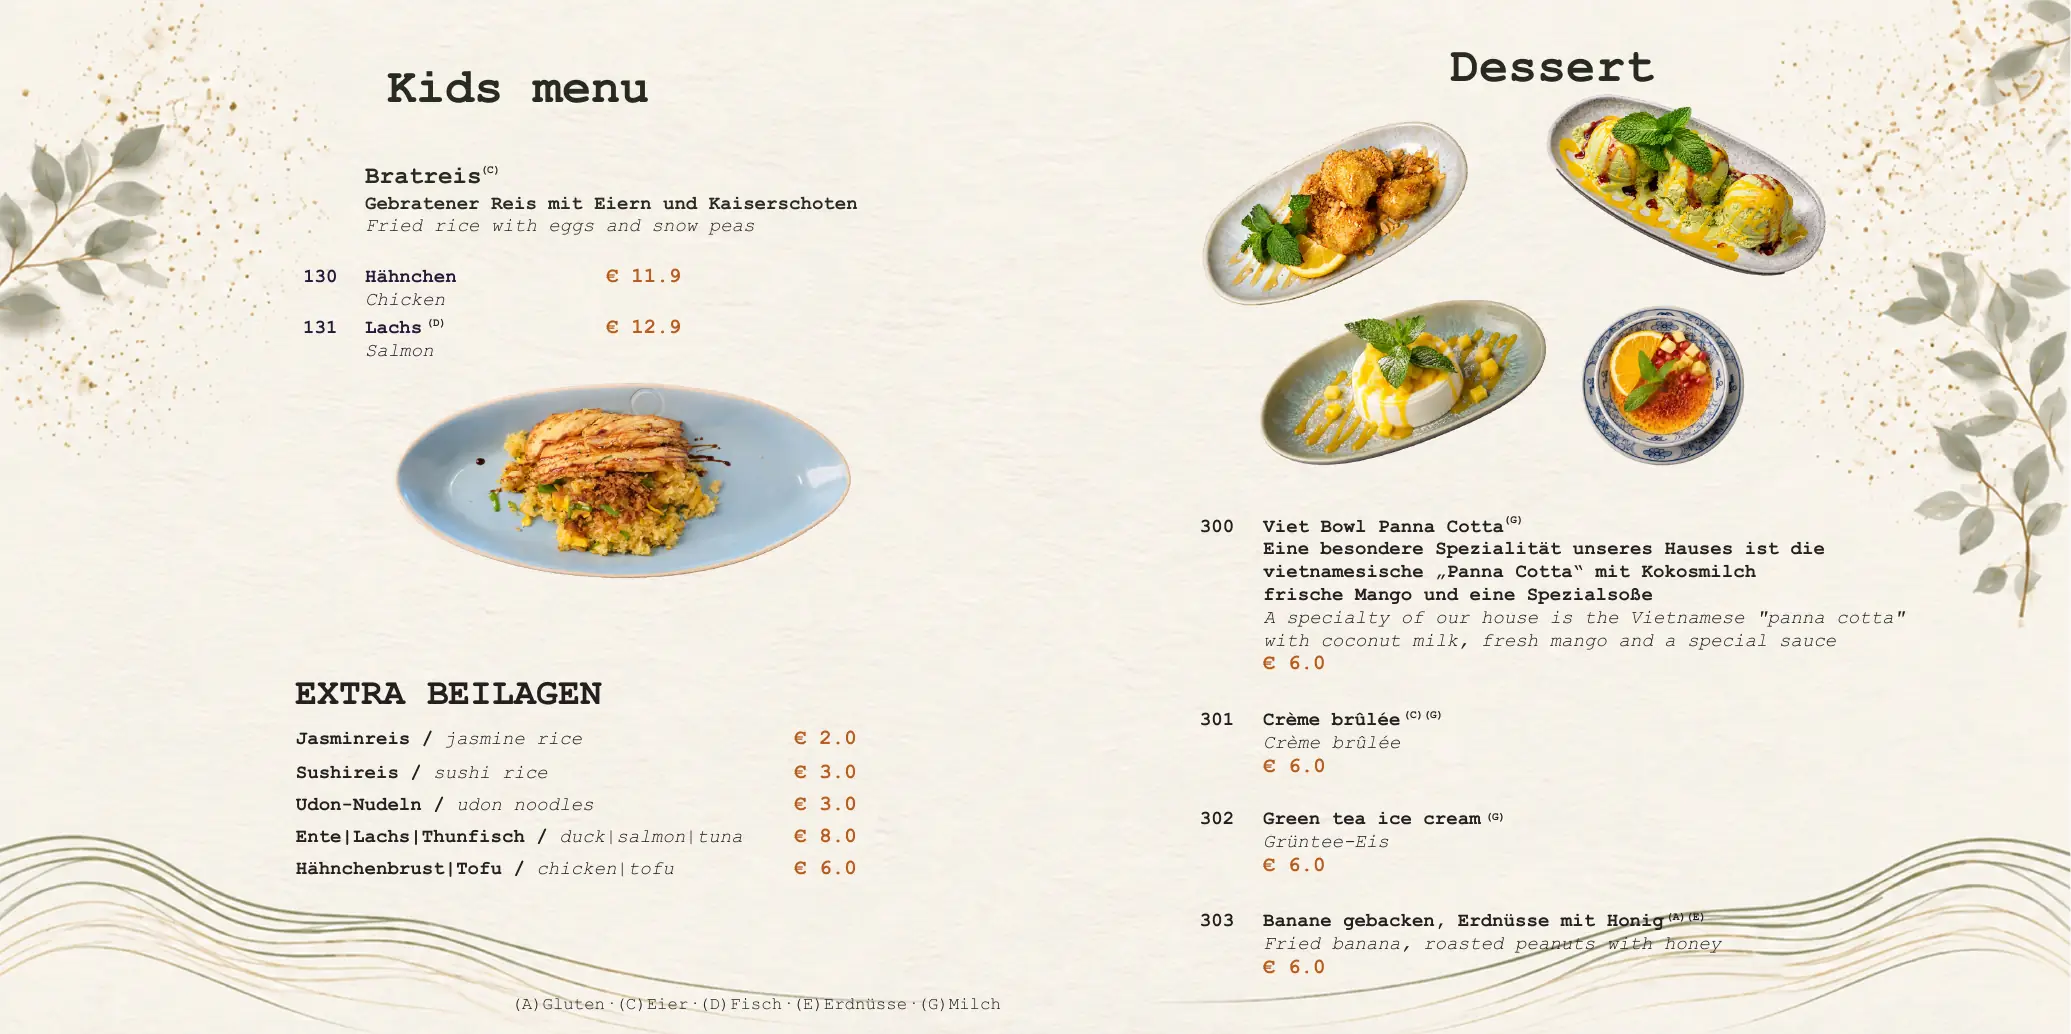 Kids menu
Bratreis(C)
Gebratener Reis mit Eiern und Kaiserschoten
Fried rice with eggs and snow peas
130 Hähnchen € 11.9
Chicken
131 Lachs (D) € 12.9
Salmon
EXTRA BEILAGEN
Jasminreis / jasmine rice € 2.0
Sushireis / sushi rice € 3.0
Udon-Nudeln / udon noodles € 3.0
Ente|Lachs|Thunfisch / duck|salmon|tuna € 8.0
Hähnchenbrust|Tofu / chicken|tofu € 6.0
(A)Gluten·(C)Eier·(D)Fisch·(E)Erdnüsse·(G)Milch
Dessert
300 Viet Bowl Panna Cotta(G)
Eine besondere Spezialität unseres Hauses ist die
vietnamesische „Panna Cotta“ mit Kokosmilch
frische Mango und eine Spezialsoße
A specialty of our house is the Vietnamese "panna cotta"
with coconut milk, fresh mango and a special sauce
€ 6.0
301 Crème brûlée (C)(G)
Crème brûlée
€ 6.0
302 Green tea ice cream (G)
Grüntee-Eis
€ 6.0
303 Banane gebacken, Erdnüsse mit Honig (A)(E)
Fried banana, roasted peanuts with honey
€ 6.0